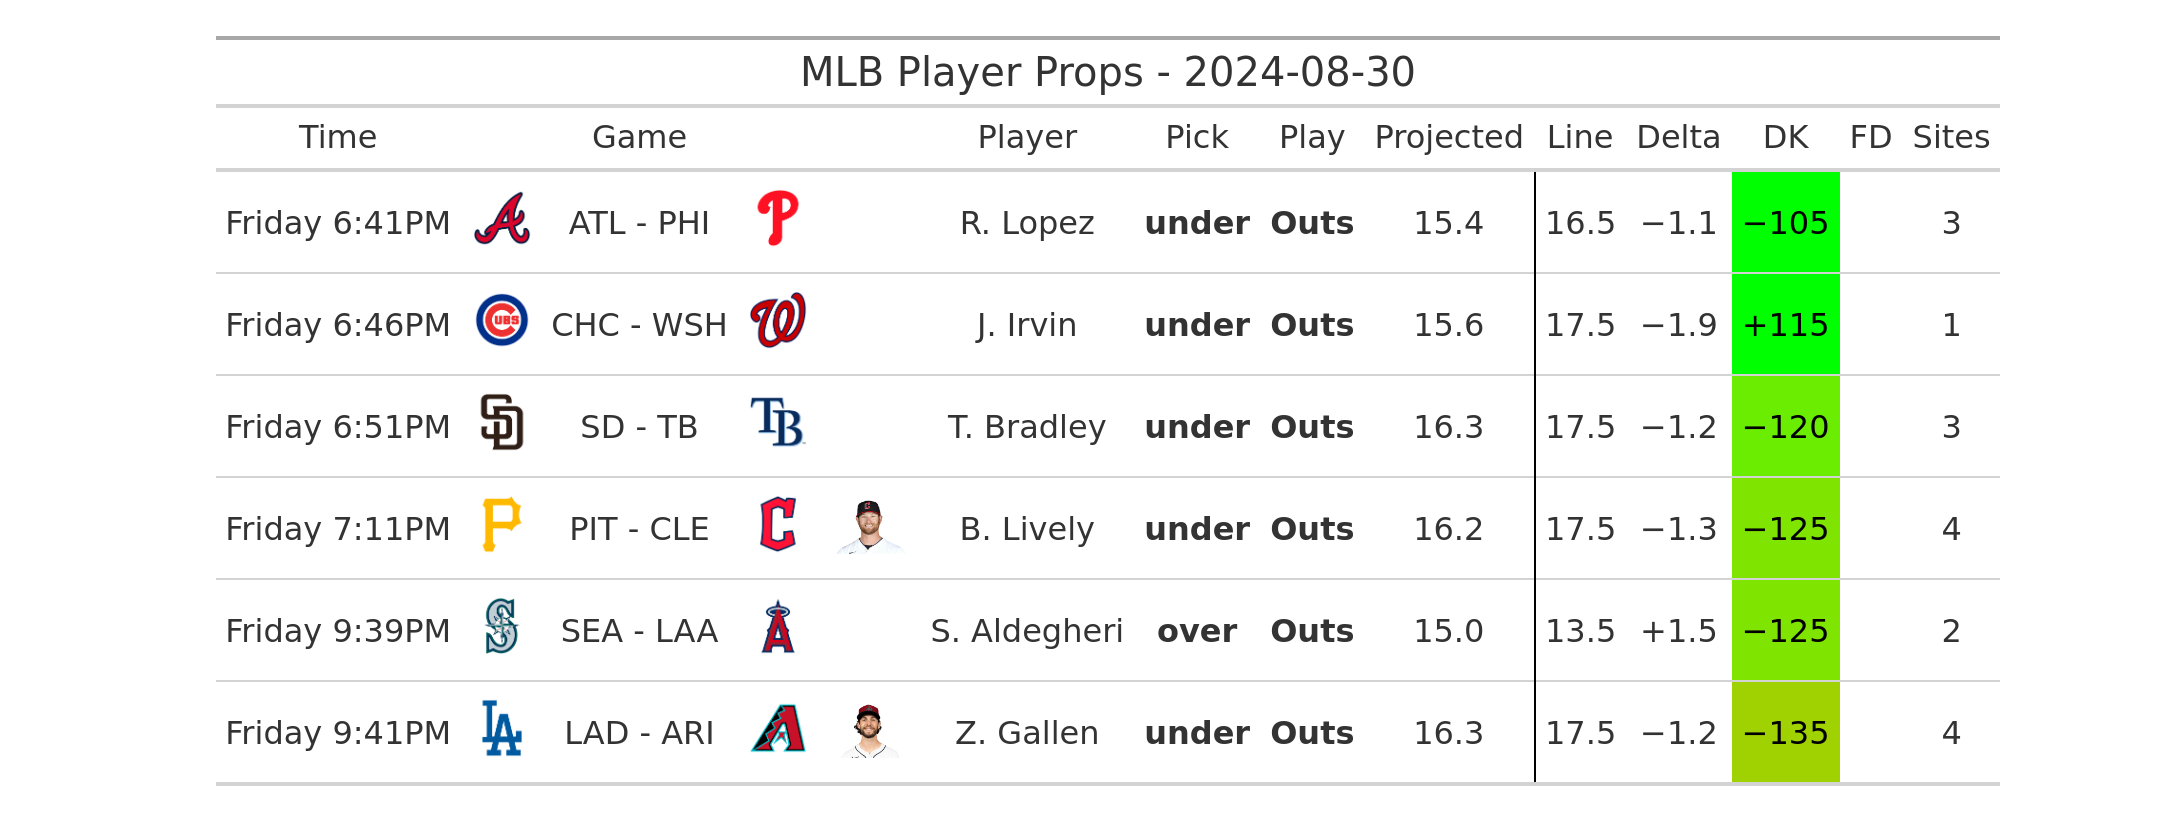 MLB Player Props - 2024-08-30
Time Game Player Pick Play Projected Line Delta DK FD Sites
Friday 6:41PM ATL - PHI R. Lopez under Outs 15.4 16.5 −1.1 −105 3
Friday 6:46PM CHC - WSH J. Irvin under Outs 15.6 17.5 −1.9 +115 1
Friday 6:51PM SD - TB T. Bradley under Outs 16.3 17.5 −1.2 −120 3
Friday 7:11PM PIT - CLE B. Lively under Outs 16.2 17.5 −1.3 −125 4
Friday 9:39PM SEA - LAA S. Aldegheri over Outs 15.0 13.5 +1.5 −125 2
Friday 9:41PM LAD - ARI Z. Gallen under Outs 16.3 17.5 −1.2 −135 4